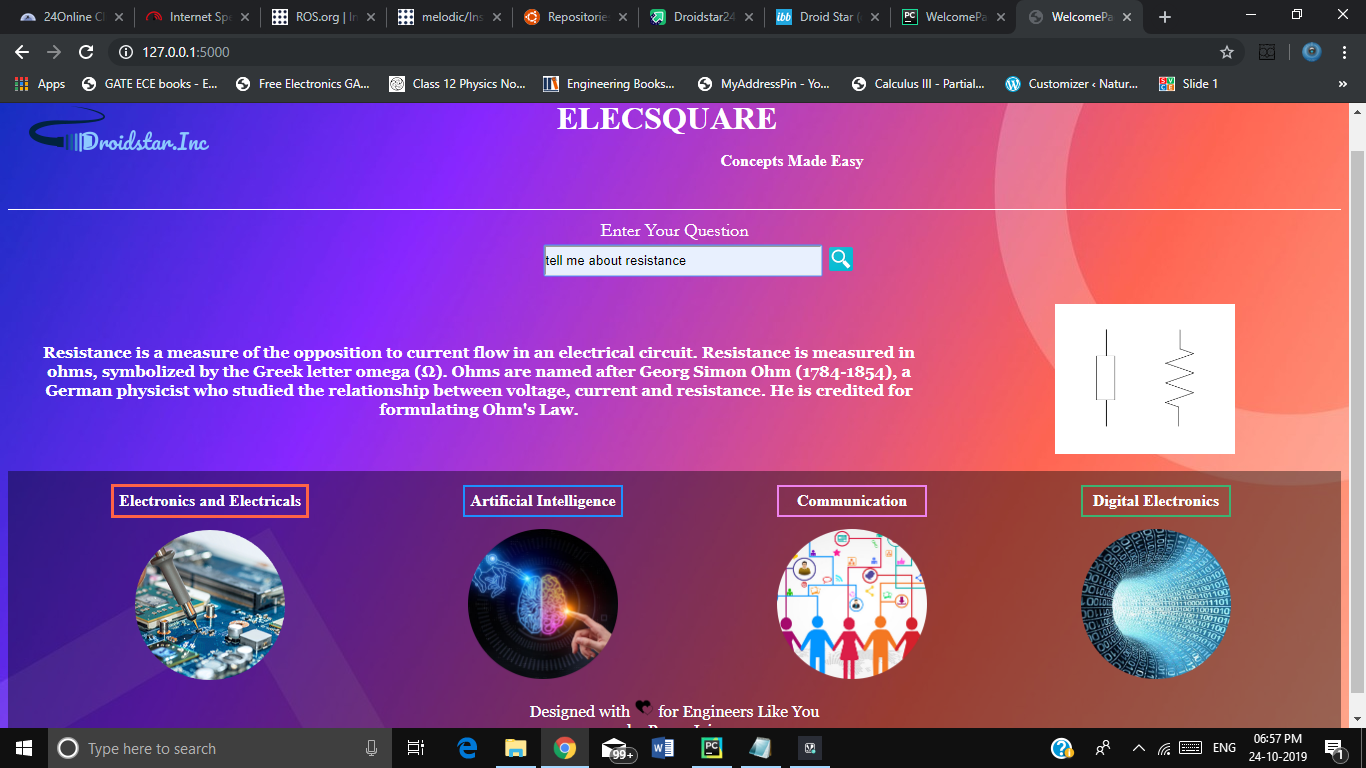 24Online Cl
Internet Spe
ROS.org | In
melodic/Ins
Repositories
Droidstar24
Droid Star (
WelcomePa
WelcomePa
127.0.0.1:5000
Apps
GATE ECE books - E...
Free Electronics GA...
Class 12 Physics No...
Engineering Books...
MyAddressPin - Yo...
Calculus III - Partial...
Customizer ‹ Natur...
Slide 1
»
Droidstar.Inc
ELECSQUARE
Concepts Made Easy
Enter Your Question
tell me about resistance
Resistance is a measure of the opposition to current flow in an electrical circuit. Resistance is measured in
ohms, symbolized by the Greek letter omega (Ω). Ohms are named after Georg Simon Ohm (1784-1854), a
German physicist who studied the relationship between voltage, current and resistance. He is credited for
formulating Ohm's Law.
Electronics and Electricals
Artificial Intelligence
Communication
Digital Electronics
Designed with for Engineers Like You
Type here to search
99+
ENG
06:57 PM
24-10-2019
1